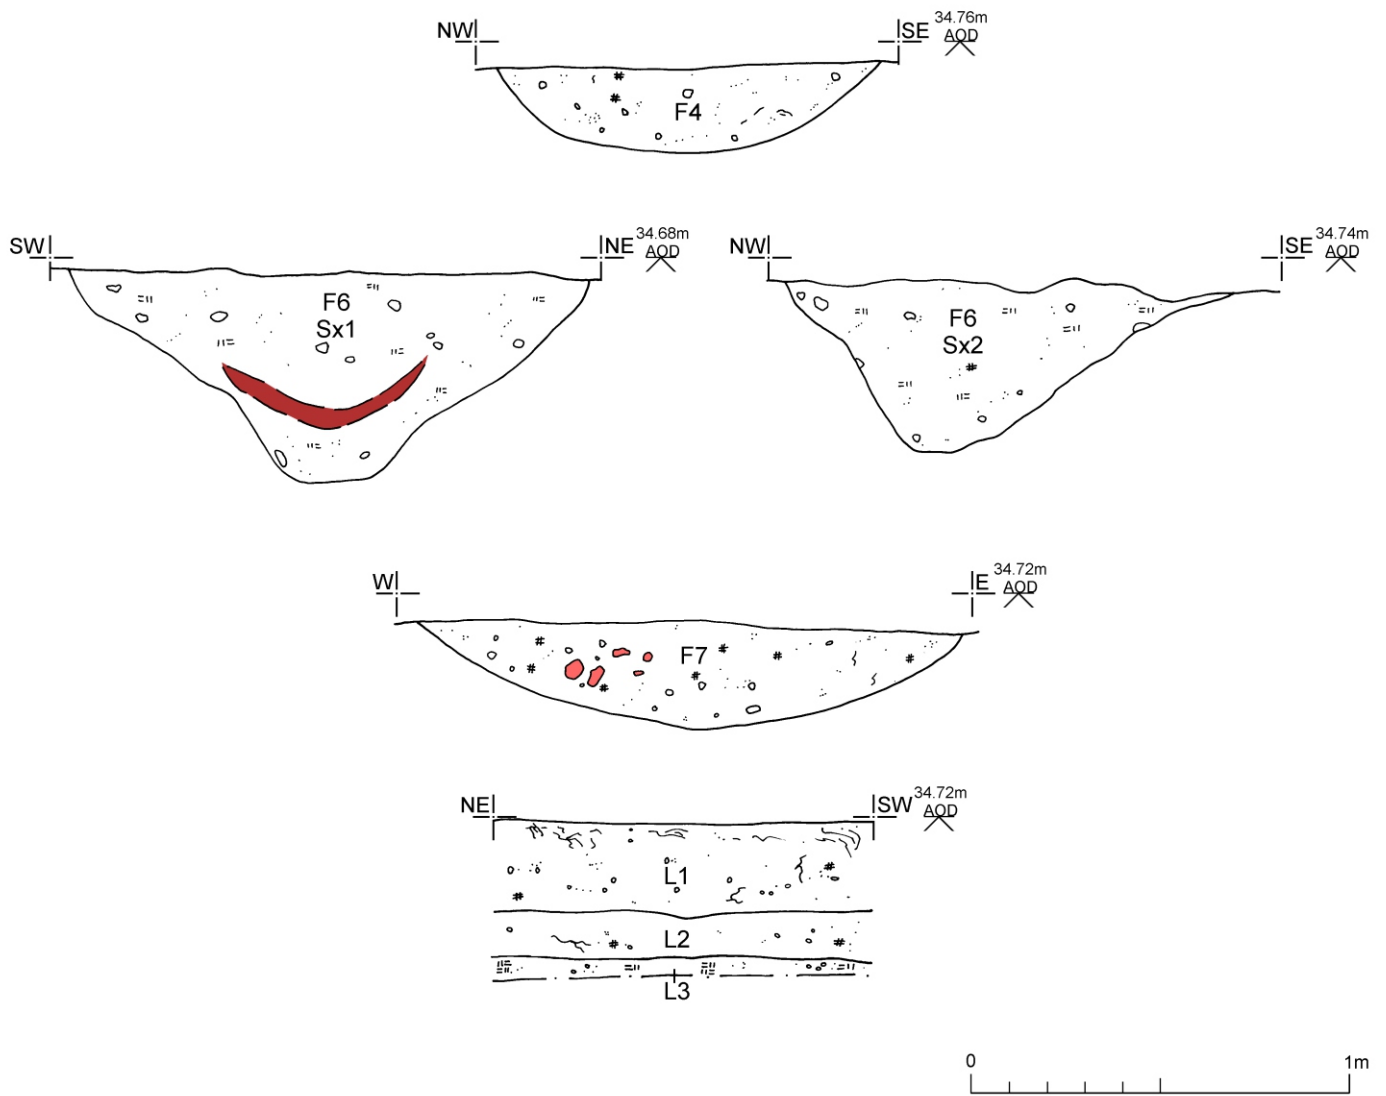 NW SE 34.76m
AOD
F4
SW NE 34.68m
AOD
F6
Sx1
NW SE 34.74m
AOD
F6
Sx2
W E 34.72m
AOD
F7
NE SW 34.72m
AOD
L1
L2
L3
0 1m